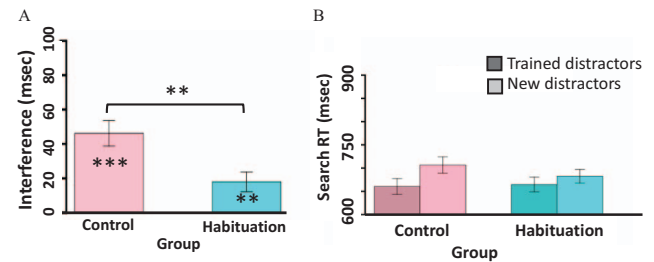 A
Interference (msec)
100
80
60
40
20
0
**
***
**
Control
Habituation
Group
B
Trained distractors
New distractors
Search RT (msec)
900
750
600
Control
Habituation
Group